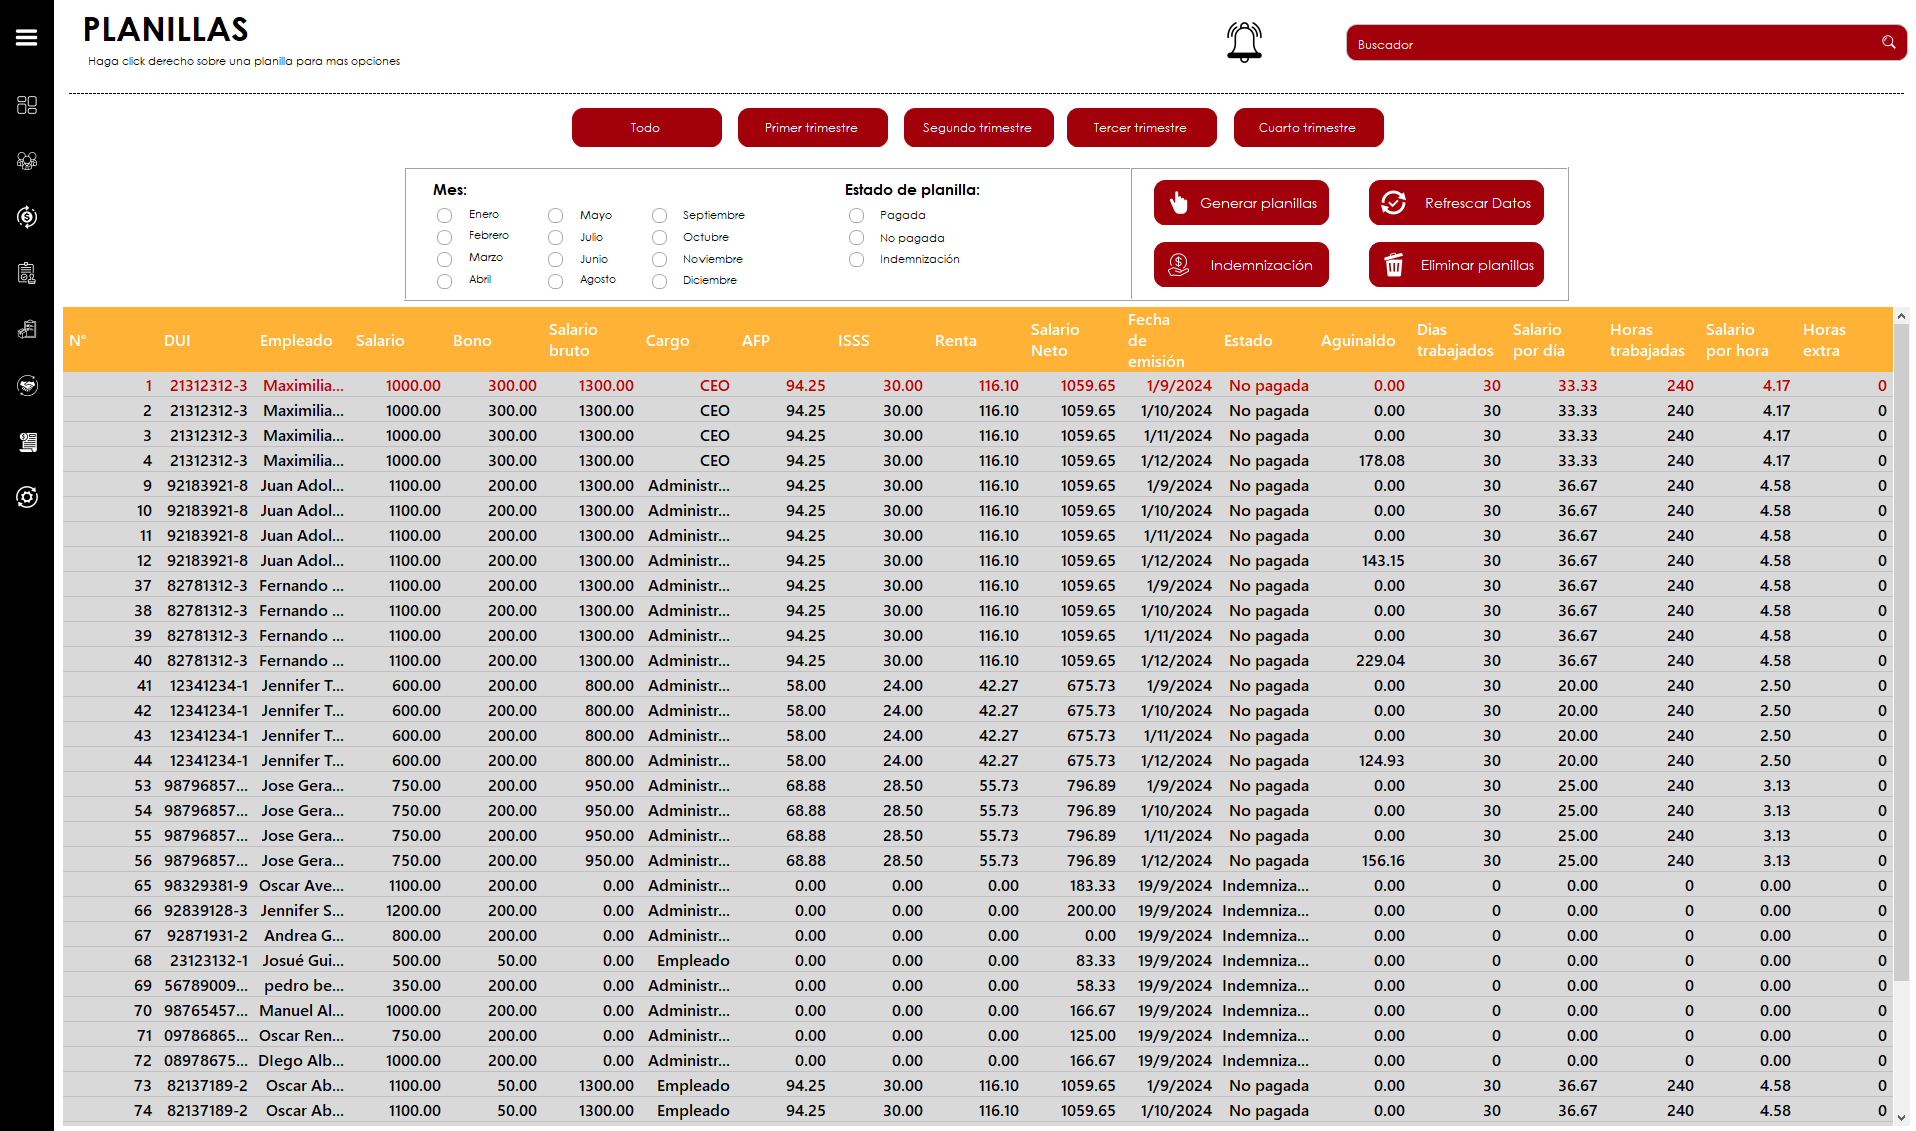 PLANILLAS
Haga click derecho sobre una planilla para mas opciones
Buscador
Todo Primer trimestre Segundo trimestre Tercer trimestre Cuarto trimestre
Mes:
Enero Mayo Septiembre
Febrero Julio Octubre
Marzo Junio Noviembre
Abril Agosto Diciembre
Estado de planilla:
Pagada
No pagada
Indemnización
Generar planillas Refrescar Datos
Indemnización Eliminar planillas
N° DUI Empleado Salario Bono Salario bruto Cargo AFP ISSS Renta Salario Neto Fecha de emisión Estado Aguinaldo Dias trabajados Salario por día Horas trabajadas Salario por hora Horas extra
1 21312312-3 Maximilia... 1000.00 300.00 1300.00 CEO 94.25 30.00 116.10 1059.65 1/9/2024 No pagada 0.00 30 33.33 240 4.17 0
2 21312312-3 Maximilia... 1000.00 300.00 1300.00 CEO 94.25 30.00 116.10 1059.65 1/10/2024 No pagada 0.00 30 33.33 240 4.17 0
3 21312312-3 Maximilia... 1000.00 300.00 1300.00 CEO 94.25 30.00 116.10 1059.65 1/11/2024 No pagada 0.00 30 33.33 240 4.17 0
4 21312312-3 Maximilia... 1000.00 300.00 1300.00 CEO 94.25 30.00 116.10 1059.65 1/12/2024 No pagada 178.08 30 33.33 240 4.17 0
9 92183921-8 Juan Adol... 1100.00 200.00 1300.00 Administr... 94.25 30.00 116.10 1059.65 1/9/2024 No pagada 0.00 30 36.67 240 4.58 0
10 92183921-8 Juan Adol... 1100.00 200.00 1300.00 Administr... 94.25 30.00 116.10 1059.65 1/10/2024 No pagada 0.00 30 36.67 240 4.58 0
11 92183921-8 Juan Adol... 1100.00 200.00 1300.00 Administr... 94.25 30.00 116.10 1059.65 1/11/2024 No pagada 0.00 30 36.67 240 4.58 0
12 92183921-8 Juan Adol... 1100.00 200.00 1300.00 Administr... 94.25 30.00 116.10 1059.65 1/12/2024 No pagada 143.15 30 36.67 240 4.58 0
37 82781312-3 Fernando ... 1100.00 200.00 1300.00 Administr... 94.25 30.00 116.10 1059.65 1/9/2024 No pagada 0.00 30 36.67 240 4.58 0
38 82781312-3 Fernando ... 1100.00 200.00 1300.00 Administr... 94.25 30.00 116.10 1059.65 1/10/2024 No pagada 0.00 30 36.67 240 4.58 0
39 82781312-3 Fernando ... 1100.00 200.00 1300.00 Administr... 94.25 30.00 116.10 1059.65 1/11/2024 No pagada 0.00 30 36.67 240 4.58 0
40 82781312-3 Fernando ... 1100.00 200.00 1300.00 Administr... 94.25 30.00 116.10 1059.65 1/12/2024 No pagada 229.04 30 36.67 240 4.58 0
41 12341234-1 Jennifer T... 600.00 200.00 800.00 Administr... 58.00 24.00 42.27 675.73 1/9/2024 No pagada 0.00 30 20.00 240 2.50 0
42 12341234-1 Jennifer T... 600.00 200.00 800.00 Administr... 58.00 24.00 42.27 675.73 1/10/2024 No pagada 0.00 30 20.00 240 2.50 0
43 12341234-1 Jennifer T... 600.00 200.00 800.00 Administr... 58.00 24.00 42.27 675.73 1/11/2024 No pagada 0.00 30 20.00 240 2.50 0
44 12341234-1 Jennifer T... 600.00 200.00 800.00 Administr... 58.00 24.00 42.27 675.73 1/12/2024 No pagada 124.93 30 20.00 240 2.50 0
53 98796857... Jose Gera... 750.00 200.00 950.00 Administr... 68.88 28.50 55.73 796.89 1/9/2024 No pagada 0.00 30 25.00 240 3.13 0
54 98796857... Jose Gera... 750.00 200.00 950.00 Administr... 68.88 28.50 55.73 796.89 1/10/2024 No pagada 0.00 30 25.00 240 3.13 0
55 98796857... Jose Gera... 750.00 200.00 950.00 Administr... 68.88 28.50 55.73 796.89 1/11/2024 No pagada 0.00 30 25.00 240 3.13 0
56 98796857... Jose Gera... 750.00 200.00 950.00 Administr... 68.88 28.50 55.73 796.89 1/12/2024 No pagada 156.16 30 25.00 240 3.13 0
65 98329381-9 Oscar Ave... 1100.00 200.00 0.00 Administr... 0.00 0.00 0.00 183.33 19/9/2024 Indemniza... 0.00 0 0.00 0 0.00 0
66 92839128-3 Jennifer S... 1200.00 200.00 0.00 Administr... 0.00 0.00 0.00 200.00 19/9/2024 Indemniza... 0.00 0 0.00 0 0.00 0
67 92871931-2 Andrea G... 800.00 200.00 0.00 Administr... 0.00 0.00 0.00 0.00 19/9/2024 Indemniza... 0.00 0 0.00 0 0.00 0
68 23123132-1 Josué Gui... 500.00 50.00 0.00 Empleado 0.00 0.00 0.00 83.33 19/9/2024 Indemniza... 0.00 0 0.00 0 0.00 0
69 56789009... pedro be... 350.00 200.00 0.00 Administr... 0.00 0.00 0.00 58.33 19/9/2024 Indemniza... 0.00 0 0.00 0 0.00 0
70 98765457... Manuel Al... 1000.00 200.00 0.00 Administr... 0.00 0.00 0.00 166.67 19/9/2024 Indemniza... 0.00 0 0.00 0 0.00 0
71 09786865... Oscar Ren... 750.00 200.00 0.00 Administr... 0.00 0.00 0.00 125.00 19/9/2024 Indemniza... 0.00 0 0.00 0 0.00 0
72 08978675... DIego Alb... 1000.00 200.00 0.00 Administr... 0.00 0.00 0.00 166.67 19/9/2024 Indemniza... 0.00 0 0.00 0 0.00 0
73 82137189-2 Oscar Ab... 1100.00 50.00 1300.00 Empleado 94.25 30.00 116.10 1059.65 1/9/2024 No pagada 0.00 30 36.67 240 4.58 0
74 82137189-2 Oscar Ab... 1100.00 50.00 1300.00 Empleado 94.25 30.00 116.10 1059.65 1/10/2024 No pagada 0.00 30 36.67 240 4.58 0